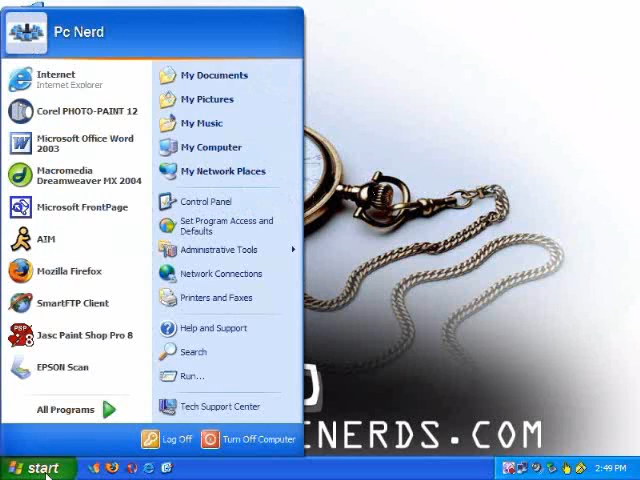 Pc Nerd
Internet
Internet Explorer
Corel PHOTO-PAINT 12
Microsoft Office Word
2003
Macromedia
Dreamweaver MX 2004
Microsoft FrontPage
AIM
Mozilla Firefox
SmartFTP Client
PSP
8
Jasc Paint Shop Pro 8
EPSON Scan
All Programs
My Documents
My Pictures
My Music
My Computer
My Network Places
Control Panel
Set Program Access and
Defaults
Administrative Tools
Network Connections
Printers and Faxes
Help and Support
Search
Run...
Tech Support Center
Log Off
Turn Off Computer
ENERDS.COM
start
2:49 PM